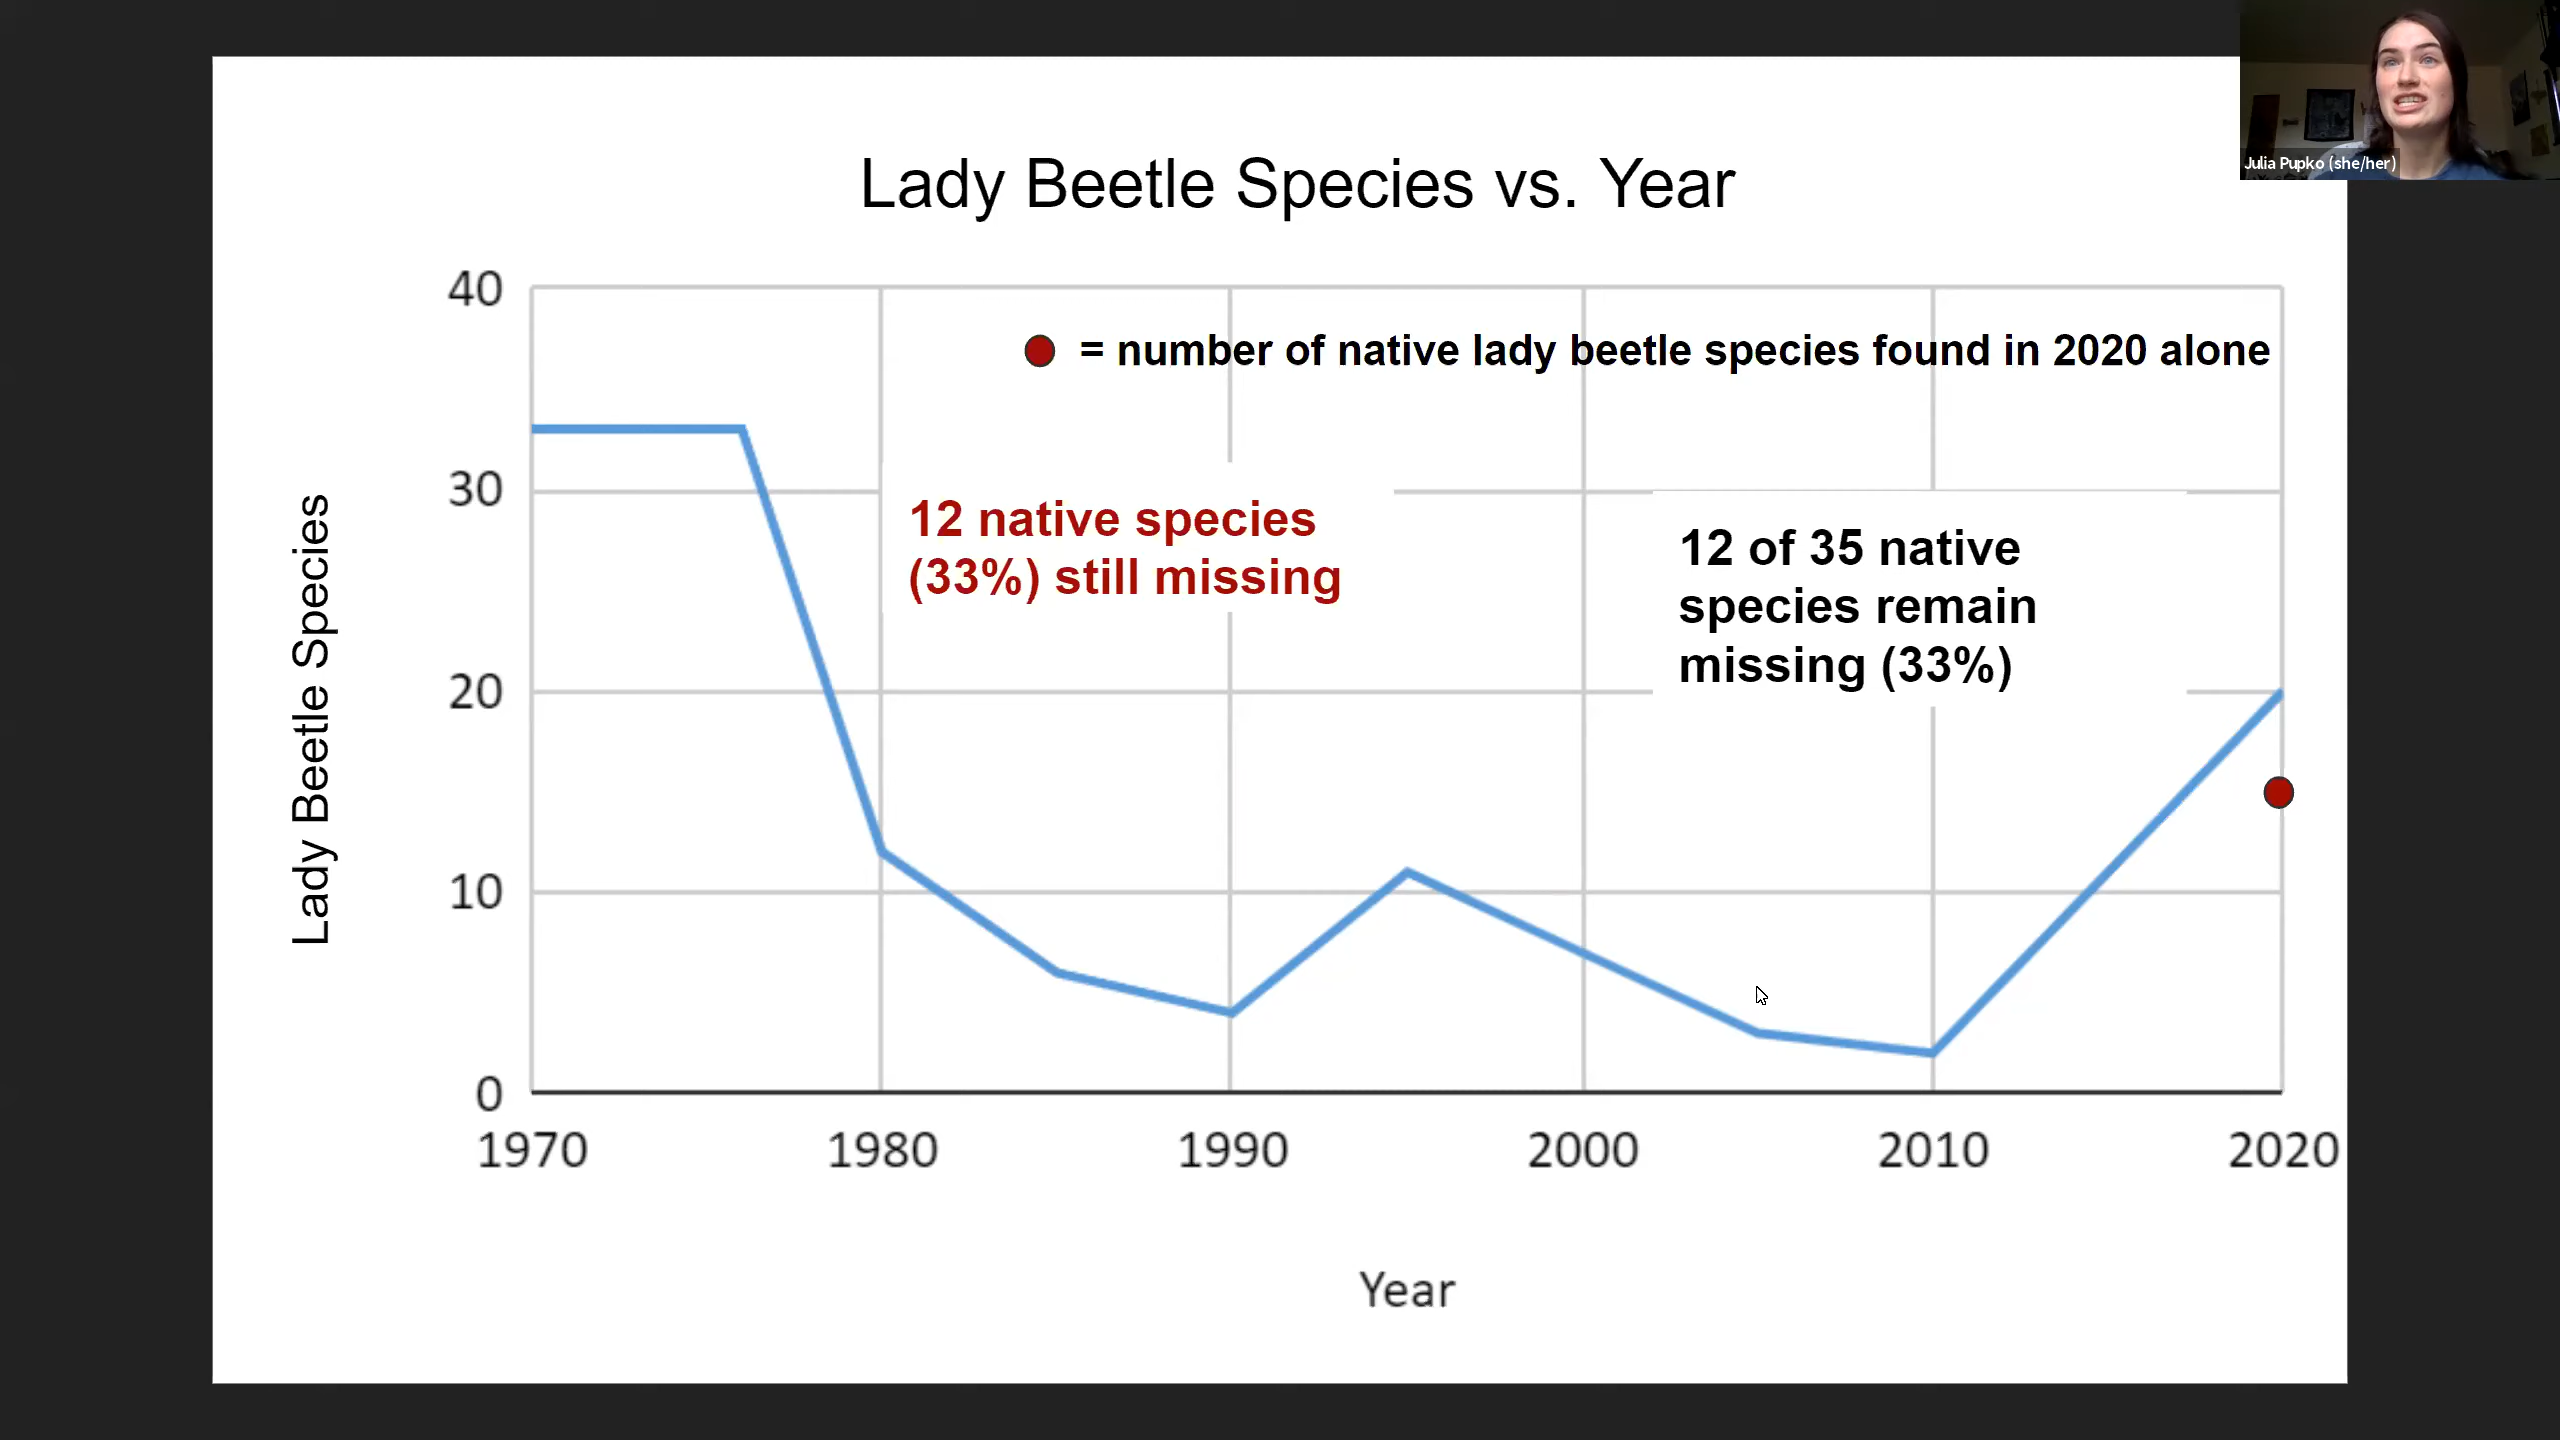 Julia Pupko (she/her)
Lady Beetle Species vs. Year
40
= number of native lady beetle species found in 2020 alone
30
12 native species
(33%) still missing
12 of 35 native
species remain
missing (33%)
Lady Beetle Species
20
10
0
1970 1980 1990 2000 2010 2020
Year